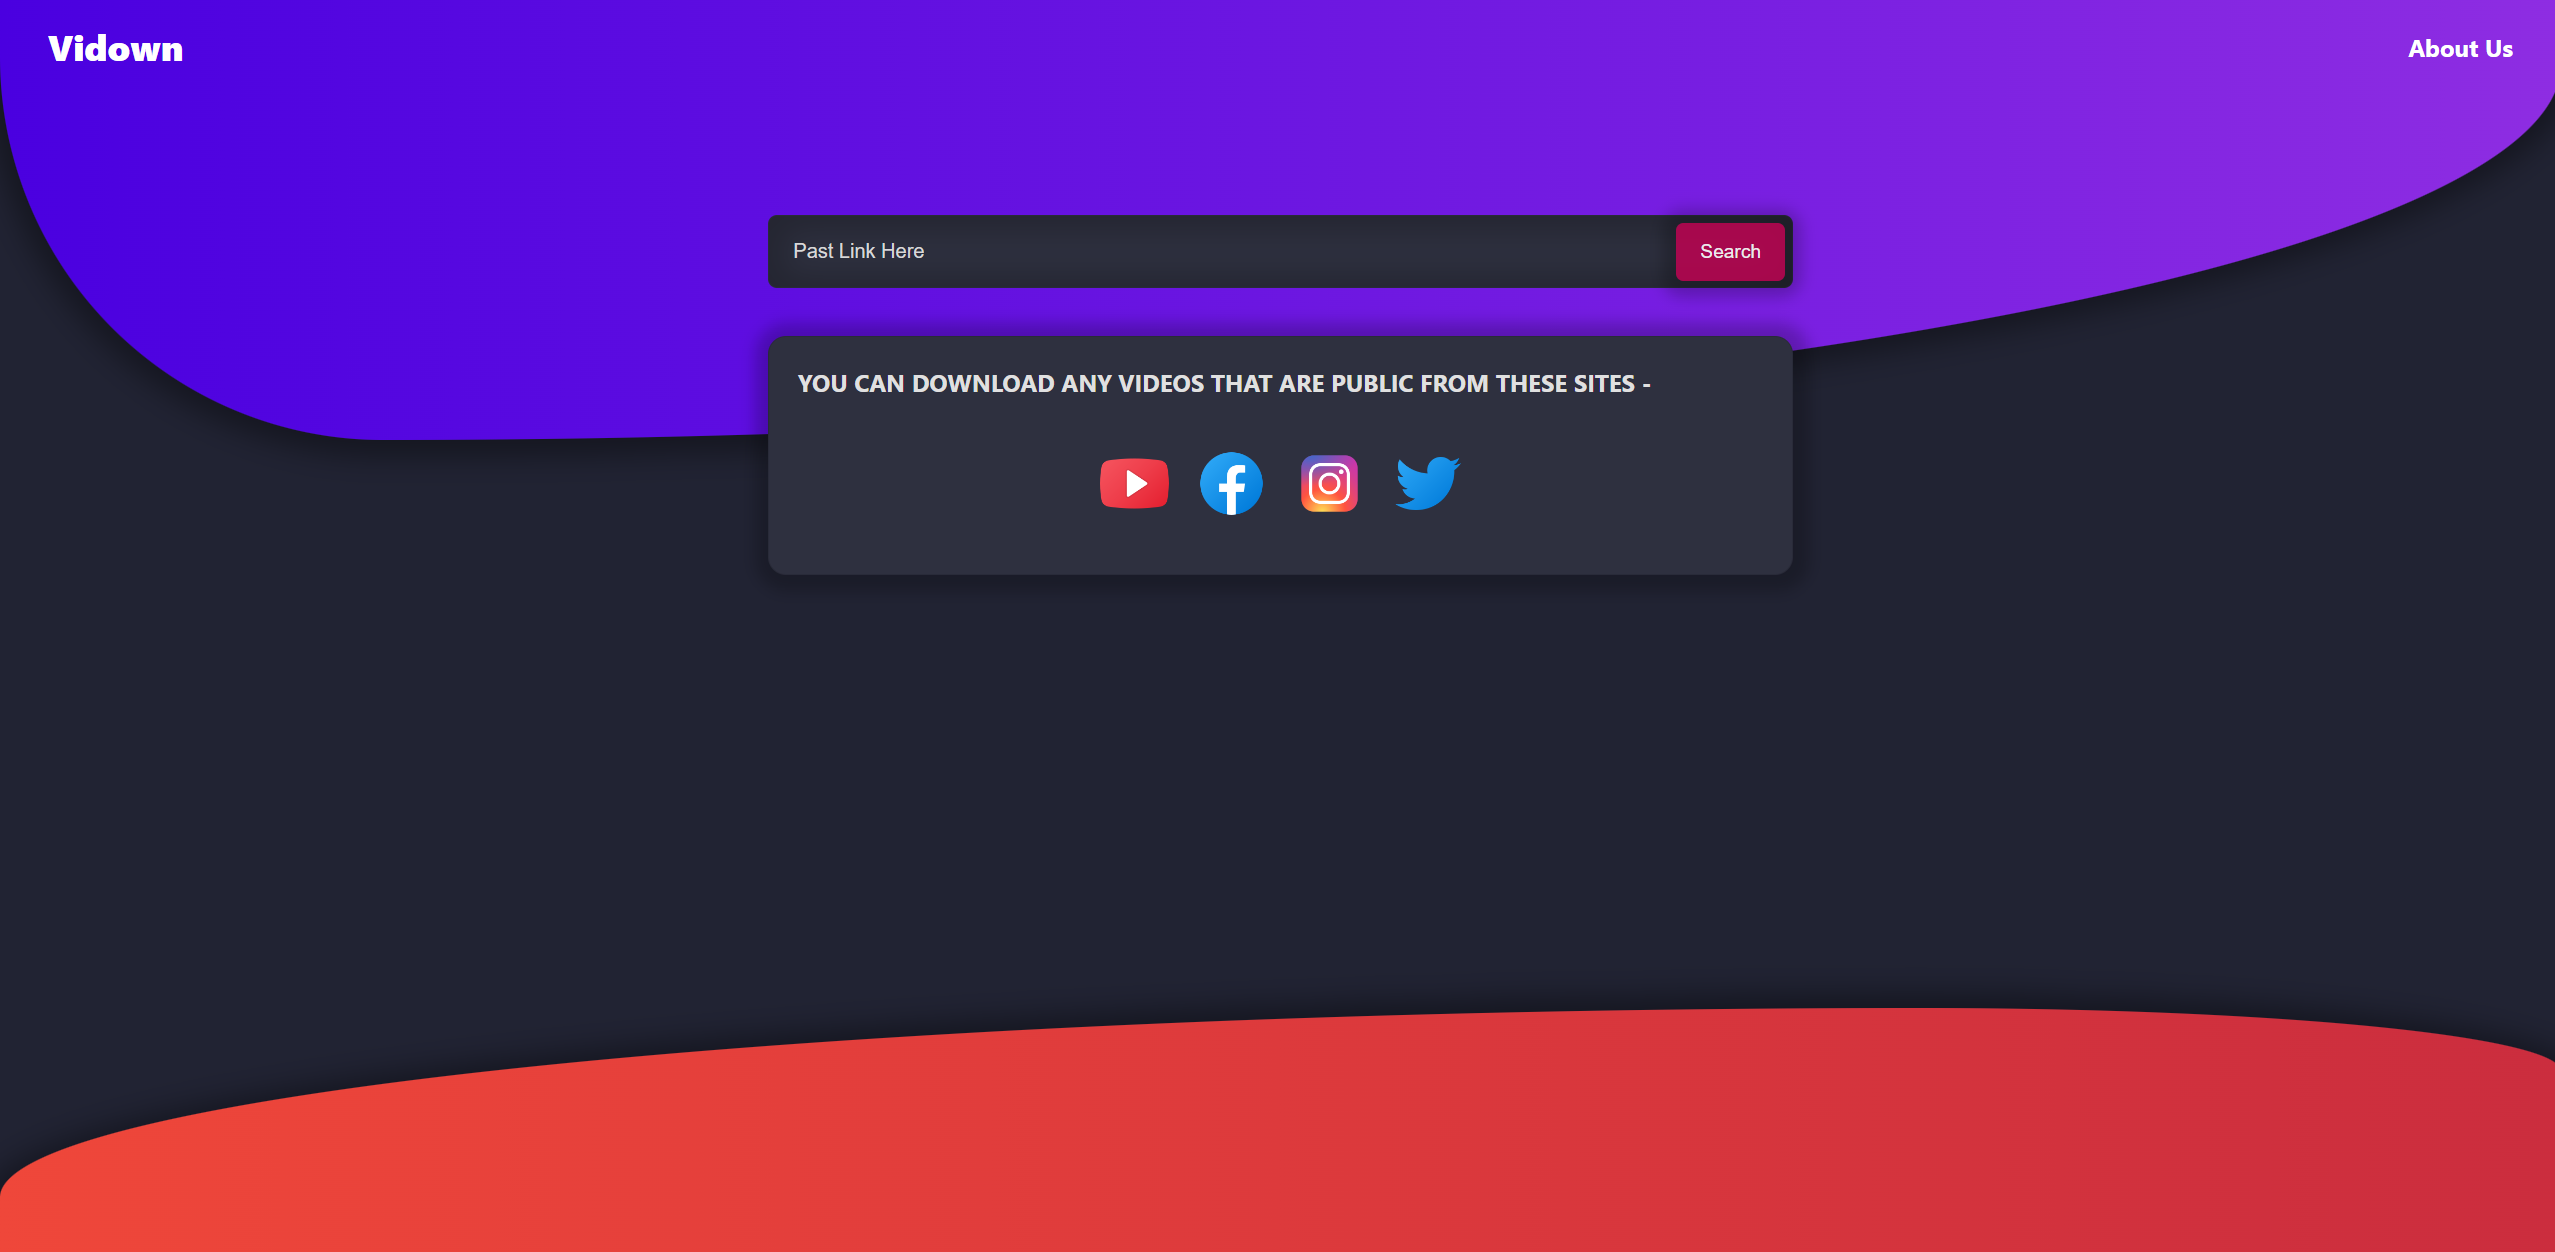 Vidown
About Us
Past Link Here
Search
YOU CAN DOWNLOAD ANY VIDEOS THAT ARE PUBLIC FROM THESE SITES -